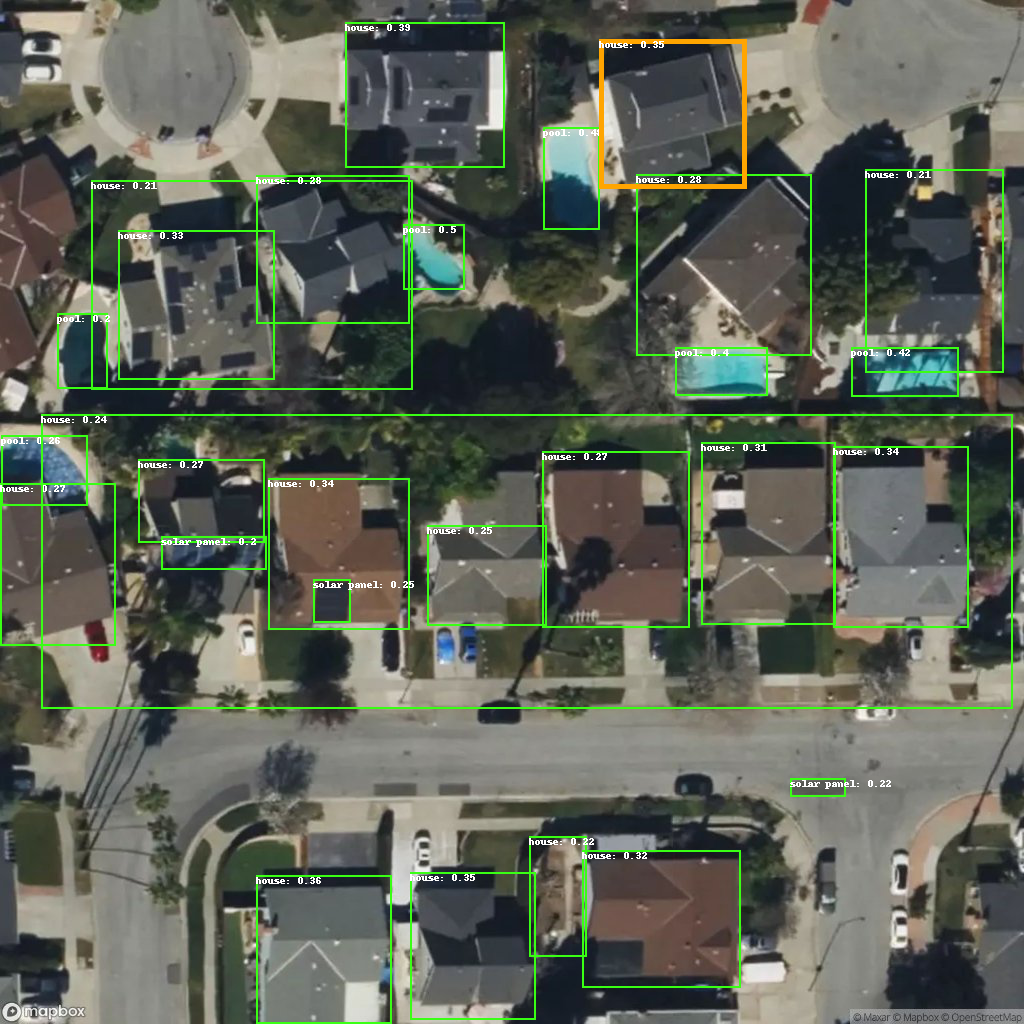 house: 0.39
house: 0.35
pool: 0.48
house: 0.21
house: 0.28
house: 0.28
house: 0.21
pool: 0.5
house: 0.33
pool: 0.2
pool: 0.4
pool: 0.42
house: 0.24
pool: 0.26
house: 0.27
house: 0.27
house: 0.34
house: 0.25
house: 0.27
house: 0.31
house: 0.34
solar panel: 0.2
solar panel: 0.25
solar panel: 0.22
house: 0.22
house: 0.32
house: 0.36
house: 0.35
mapbox
© Maxar © Mapbox © OpenStreetMap